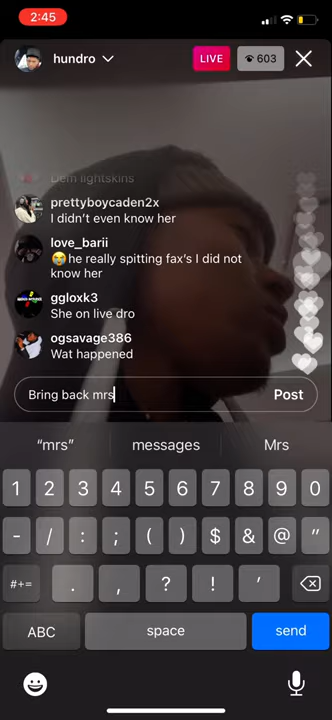 2:45
hundro
LIVE
603
Dem lightskins
prettyboycaden2x
I didn't even know her
love_barii
😭he really spitting fax's I did not
know her
ggloxk3
She on live dro
ogsavage386
Wat happened
Bring back mrs
Post
“mrs”
messages
Mrs
1 2 3 4 5 6 7 8 9 0
- / : ; ( ) $ & @ "
#+= . , ? ! '
ABC
space
send